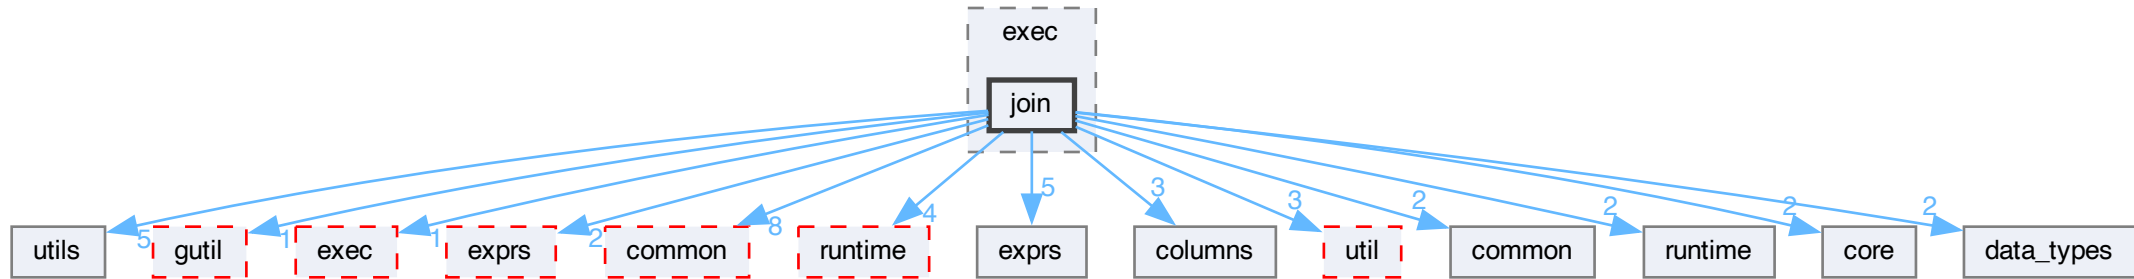 exec
join
5
1
1
2
8
4
5
3
3
2
2
2
2
utils
gutil
exec
exprs
common
runtime
exprs
columns
util
common
runtime
core
data_types